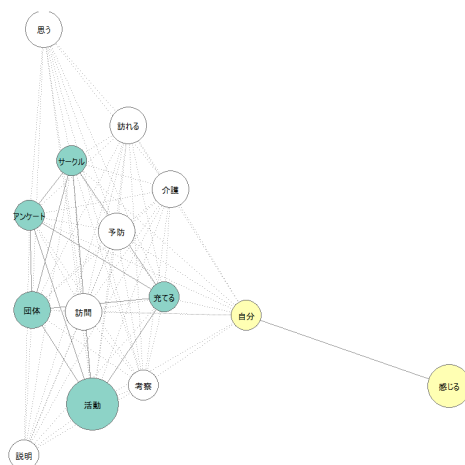 思う
訪れる
サークル
介護
アンケート
予防
充てる
団体
訪問
自分
考察
感じる
活動
説明